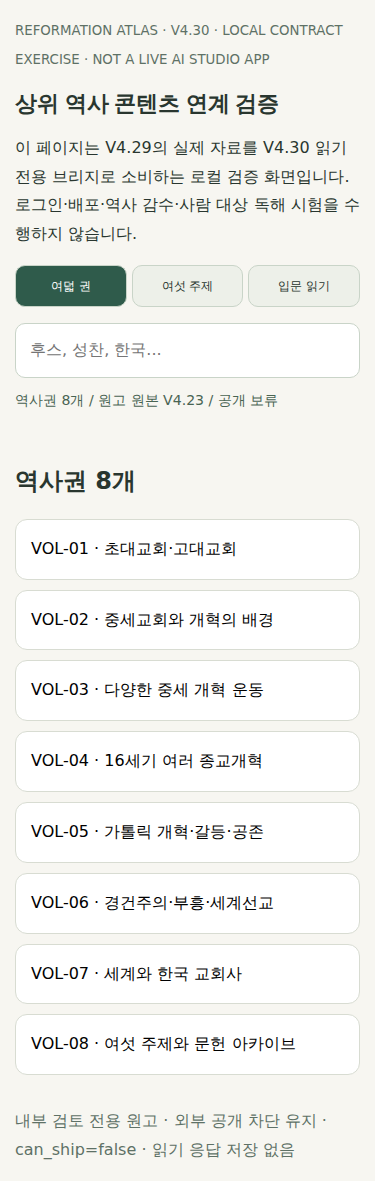 REFORMATION ATLAS · V4.30 · LOCAL CONTRACT
EXERCISE · NOT A LIVE AI STUDIO APP
상위 역사 콘텐츠 연계 검증
이 페이지는 V4.29의 실제 자료를 V4.30 읽기
전용 브리지로 소비하는 로컬 검증 화면입니다.
로그인·배포·역사 감수·사람 대상 독해 시험을 수
행하지 않습니다.
여덟 권
여섯 주제
입문 읽기
후스, 성찬, 한국…
역사권 8개 / 원고 원본 V4.23 / 공개 보류
역사권 8개
VOL-01 · 초대교회·고대교회
VOL-02 · 중세교회와 개혁의 배경
VOL-03 · 다양한 중세 개혁 운동
VOL-04 · 16세기 여러 종교개혁
VOL-05 · 가톨릭 개혁·갈등·공존
VOL-06 · 경건주의·부흥·세계선교
VOL-07 · 세계와 한국 교회사
VOL-08 · 여섯 주제와 문헌 아카이브
내부 검토 전용 원고 · 외부 공개 차단 유지 ·
can_ship=false · 읽기 응답 저장 없음